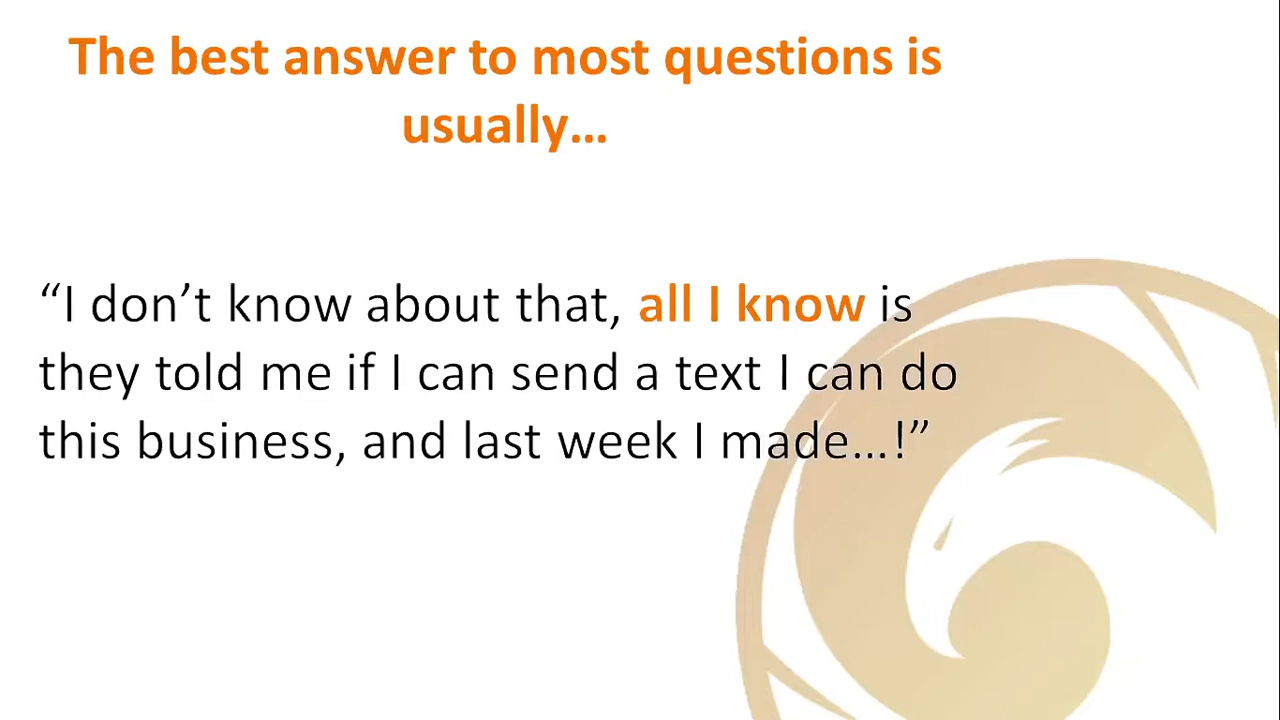 The best answer to most questions is
usually…
“I don’t know about that, all I know is
they told me if I can send a text I can do
this business, and last week I made…!”